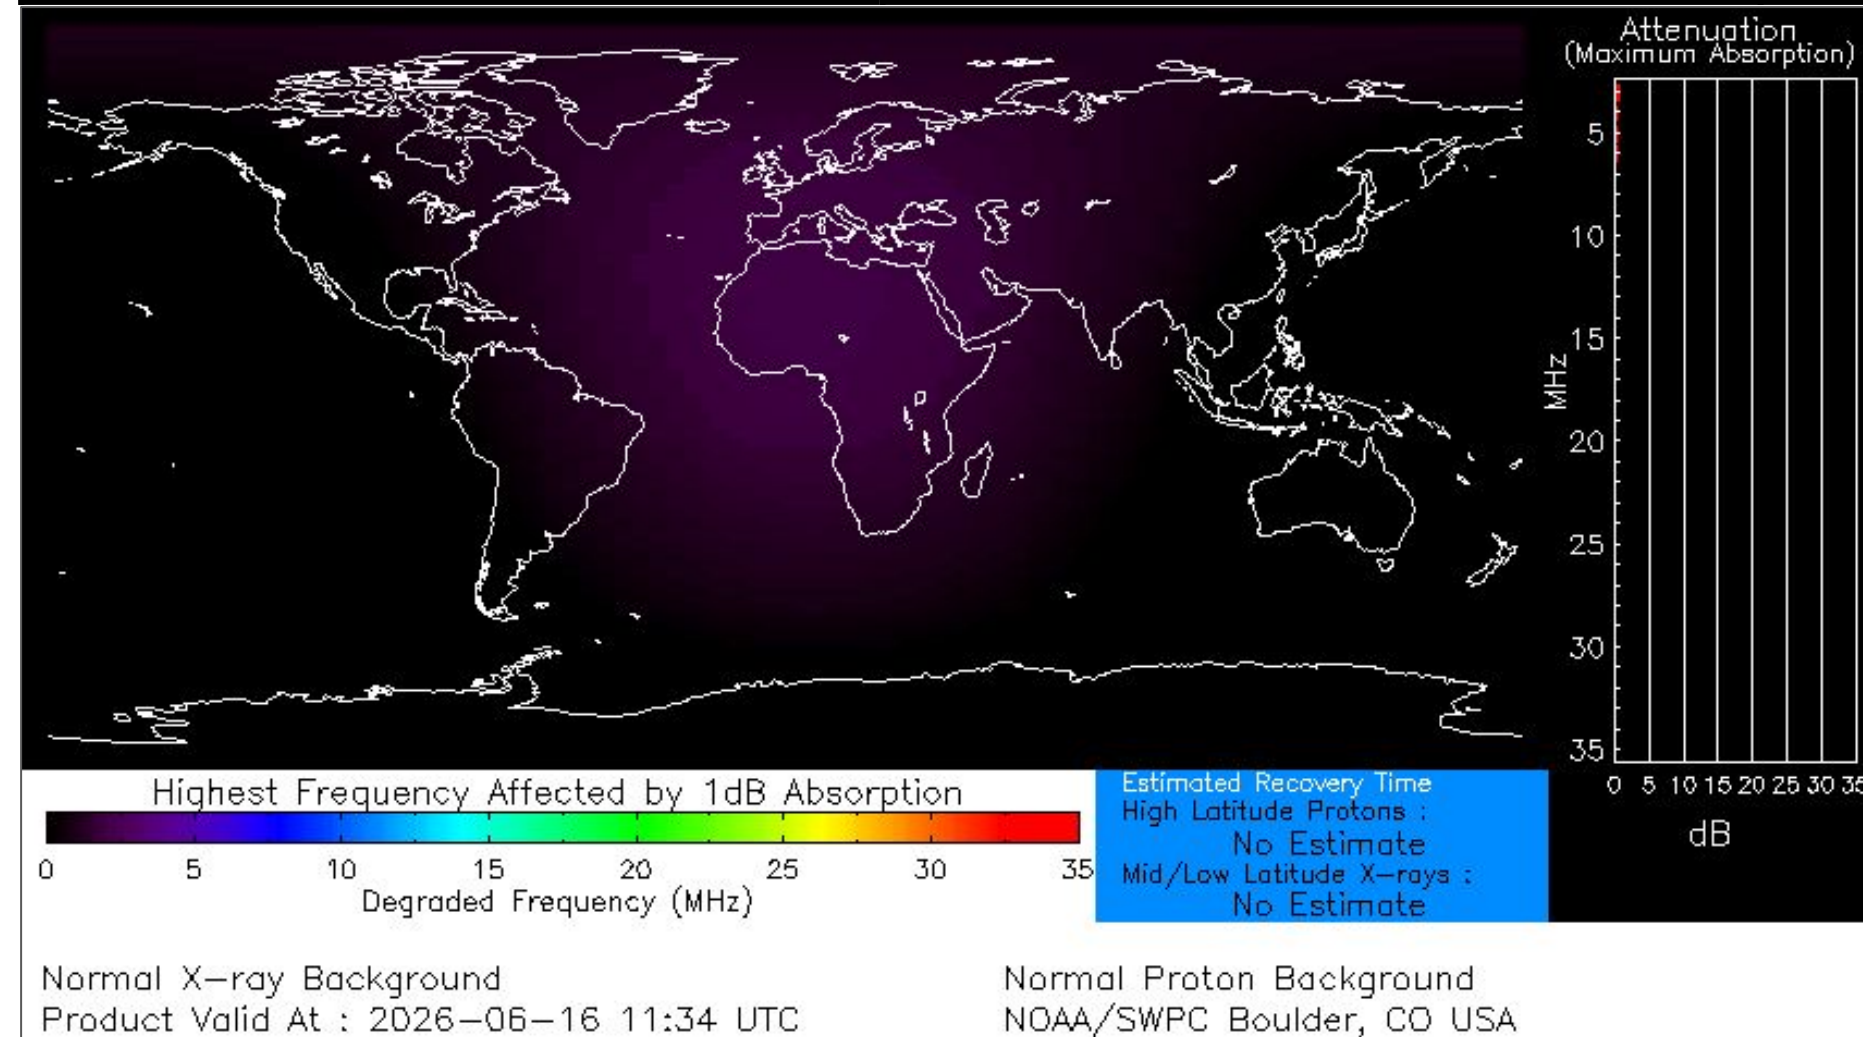 Attenuation
(Maximum Absorption)
5
10
15
20
25
30
35
MHz
0 5 10 15 20 25 30 35
dB
Highest Frequency Affected by 1dB Absorption
0 5 10 15 20 25 30 35
Degraded Frequency (MHz)
Estimated Recovery Time
High Latitude Protons :
No Estimate
Mid/Low Latitude X-rays :
No Estimate
Normal X-ray Background
Normal Proton Background
Product Valid At : 2026-06-16 11:34 UTC
NOAA/SWPC Boulder, CO USA